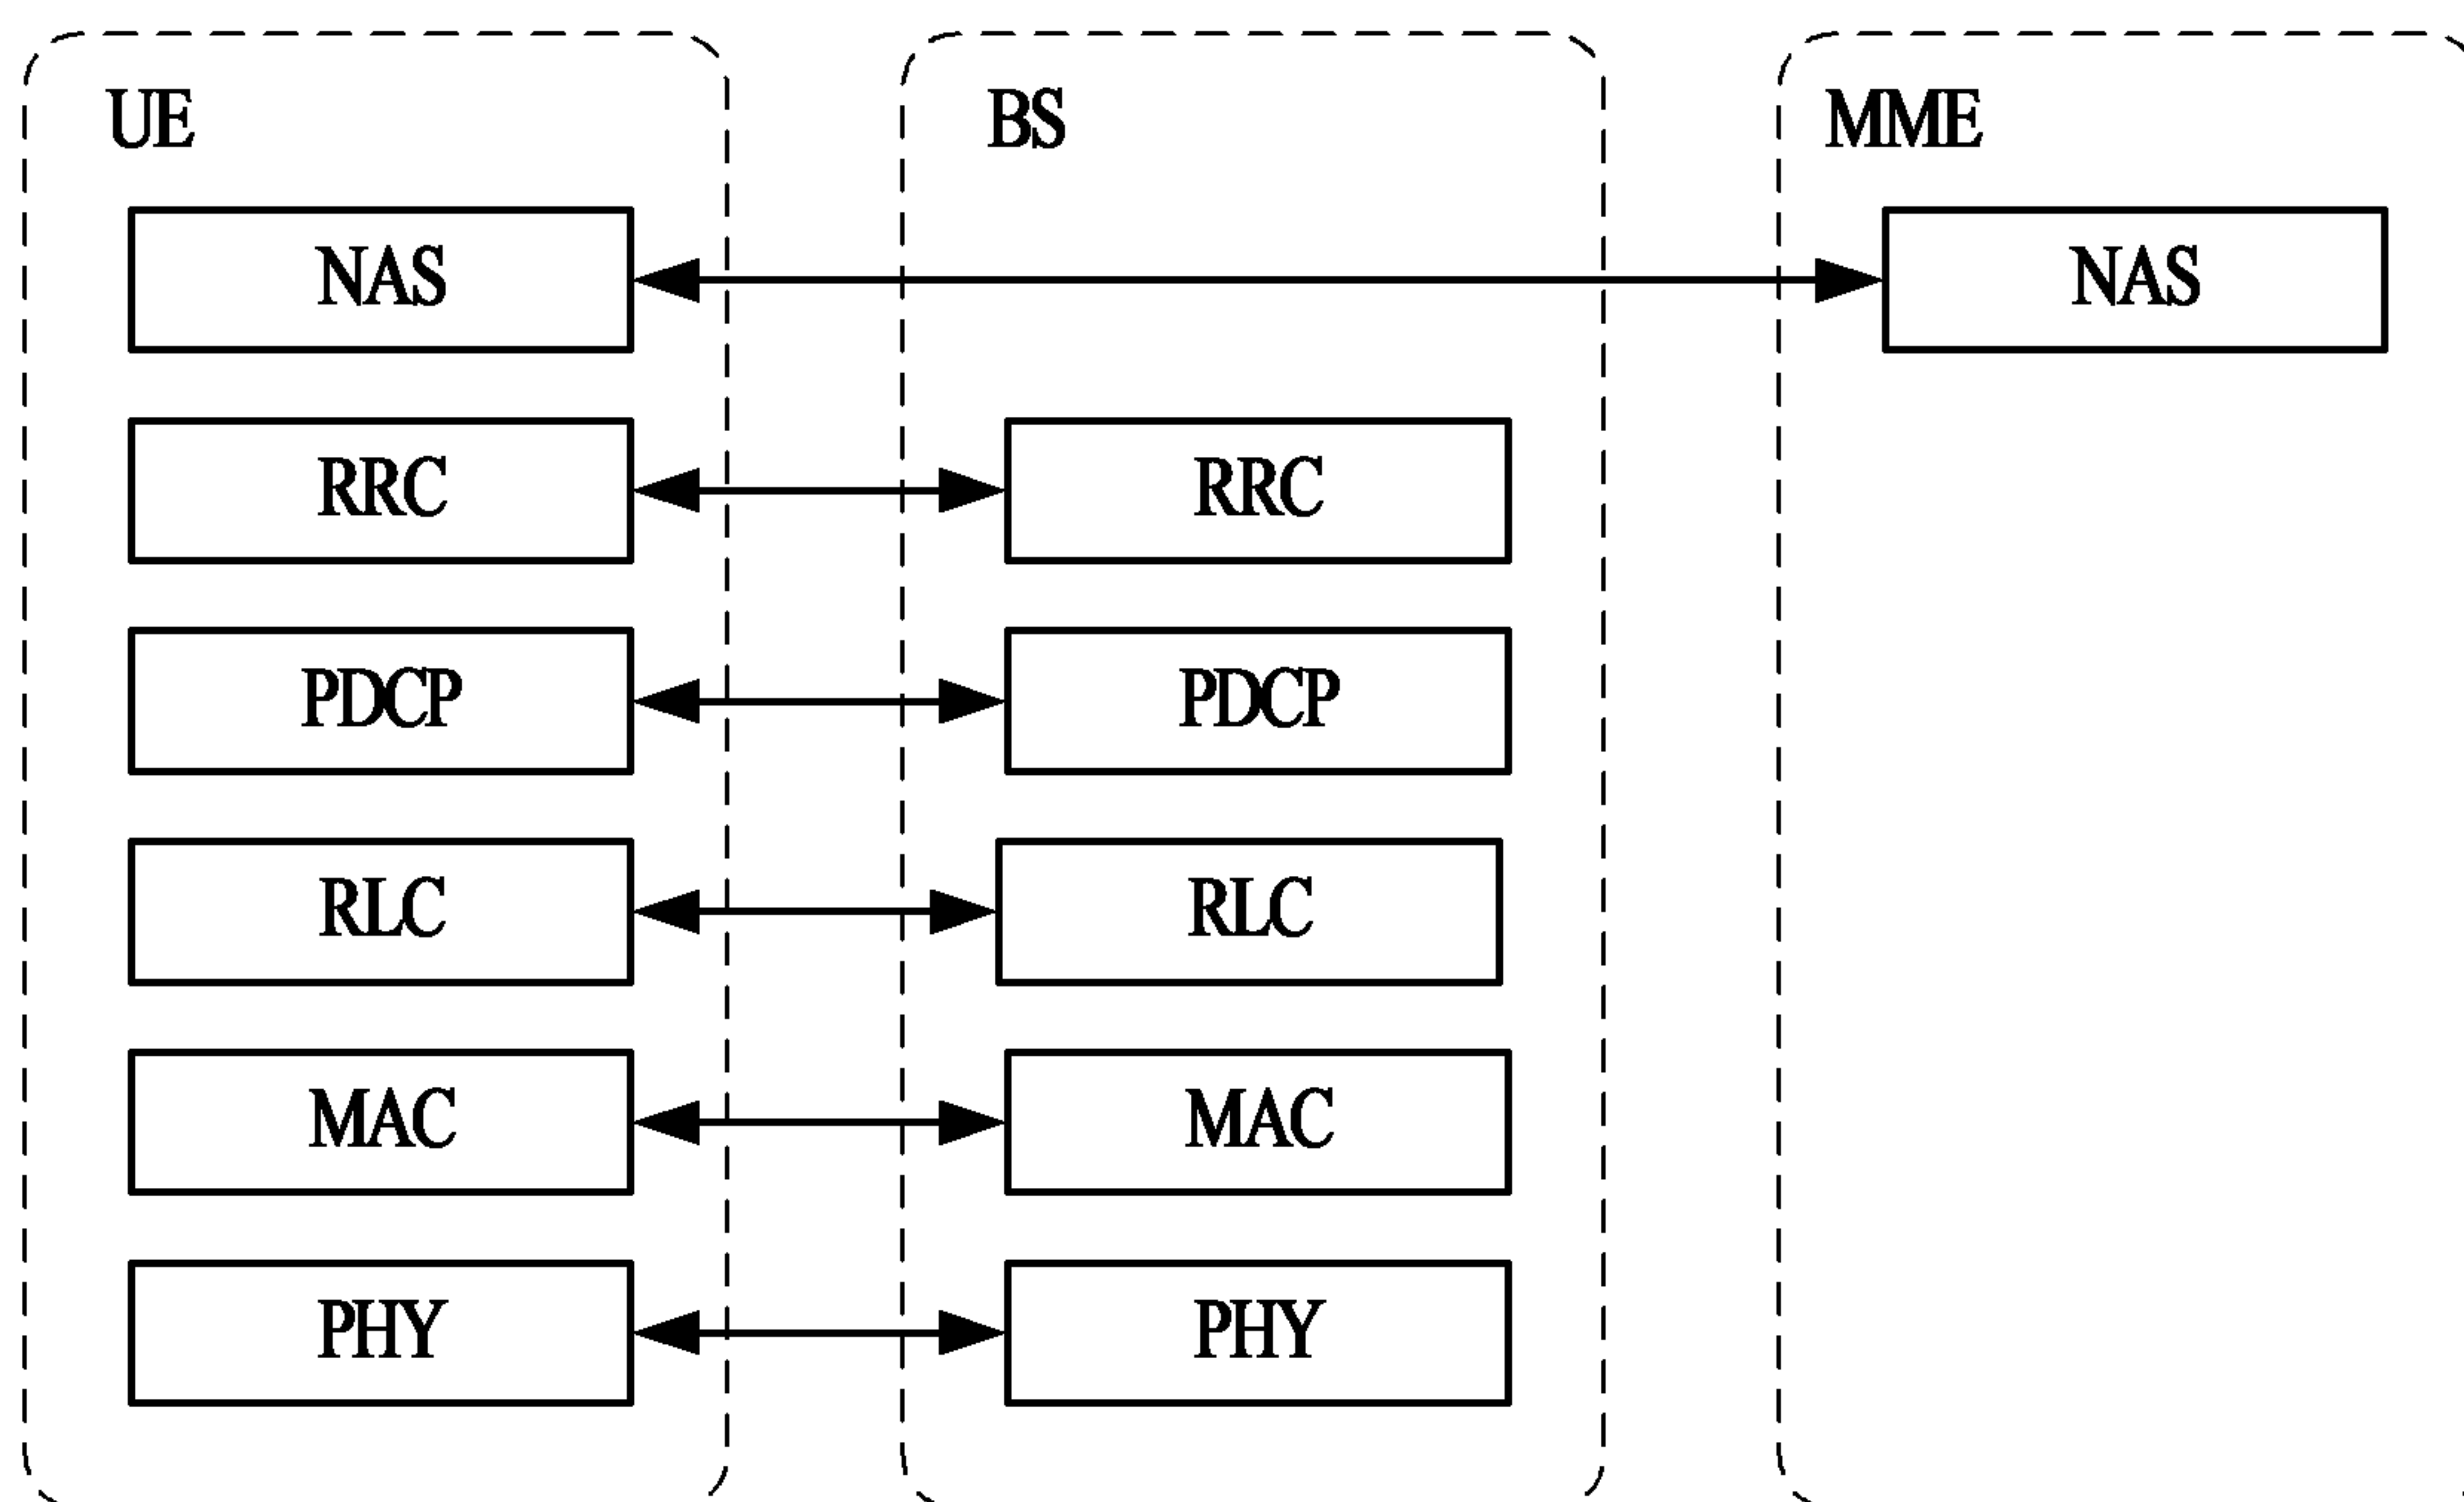 UE BS MME
NAS NAS
RRC RRC
PDCP PDCP
RLC RLC
MAC MAC
PHY PHY